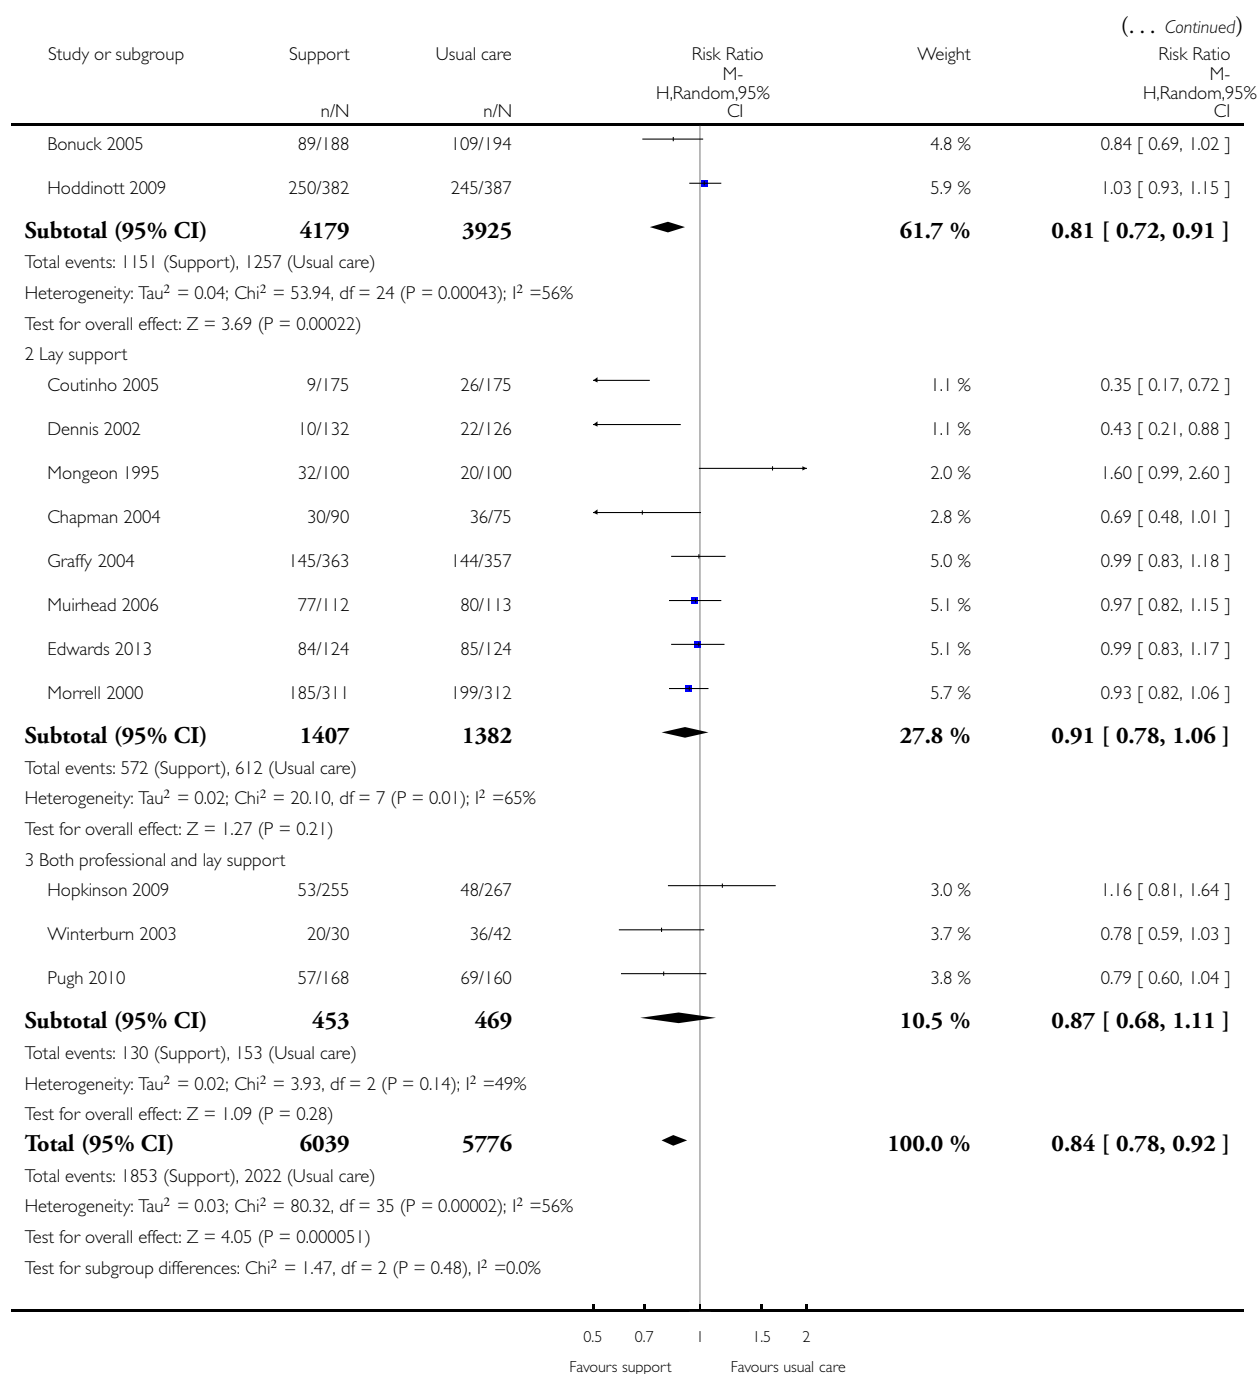 (... Continued)
Study or subgroup Support Usual care Risk Ratio Weight Risk Ratio
n/N n/N M-H,Random,95% CI M-H,Random,95% CI
Bonuck 2005 89/188 109/194 4.8 % 0.84 [ 0.69, 1.02 ]
Hoddinott 2009 250/382 245/387 5.9 % 1.03 [ 0.93, 1.15 ]
Subtotal (95% CI) 4179 3925 61.7 % 0.81 [ 0.72, 0.91 ]
Total events: 1151 (Support), 1257 (Usual care)
Heterogeneity: Tau² = 0.04; Chi² = 53.94, df = 24 (P = 0.00043); I² =56%
Test for overall effect: Z = 3.69 (P = 0.00022)
2 Lay support
Coutinho 2005 9/175 26/175 1.1 % 0.35 [ 0.17, 0.72 ]
Dennis 2002 10/132 22/126 1.1 % 0.43 [ 0.21, 0.88 ]
Mongeon 1995 32/100 20/100 2.0 % 1.60 [ 0.99, 2.60 ]
Chapman 2004 30/90 36/75 2.8 % 0.69 [ 0.48, 1.01 ]
Graffy 2004 145/363 144/357 5.0 % 0.99 [ 0.83, 1.18 ]
Muirhead 2006 77/112 80/113 5.1 % 0.97 [ 0.82, 1.15 ]
Edwards 2013 84/124 85/124 5.1 % 0.99 [ 0.83, 1.17 ]
Morrell 2000 185/311 199/312 5.7 % 0.93 [ 0.82, 1.06 ]
Subtotal (95% CI) 1407 1382 27.8 % 0.91 [ 0.78, 1.06 ]
Total events: 572 (Support), 612 (Usual care)
Heterogeneity: Tau² = 0.02; Chi² = 20.10, df = 7 (P = 0.01); I² =65%
Test for overall effect: Z = 1.27 (P = 0.21)
3 Both professional and lay support
Hopkinson 2009 53/255 48/267 3.0 % 1.16 [ 0.81, 1.64 ]
Winterburn 2003 20/30 36/42 3.7 % 0.78 [ 0.59, 1.03 ]
Pugh 2010 57/168 69/160 3.8 % 0.79 [ 0.60, 1.04 ]
Subtotal (95% CI) 453 469 10.5 % 0.87 [ 0.68, 1.11 ]
Total events: 130 (Support), 153 (Usual care)
Heterogeneity: Tau² = 0.02; Chi² = 3.93, df = 2 (P = 0.14); I² =49%
Test for overall effect: Z = 1.09 (P = 0.28)
Total (95% CI) 6039 5776 100.0 % 0.84 [ 0.78, 0.92 ]
Total events: 1853 (Support), 2022 (Usual care)
Heterogeneity: Tau² = 0.03; Chi² = 80.32, df = 35 (P = 0.00002); I² =56%
Test for overall effect: Z = 4.05 (P = 0.000051)
Test for subgroup differences: Chi² = 1.47, df = 2 (P = 0.48), I² =0.0%
0.5 0.7 1 1.5 2
Favours support Favours usual care